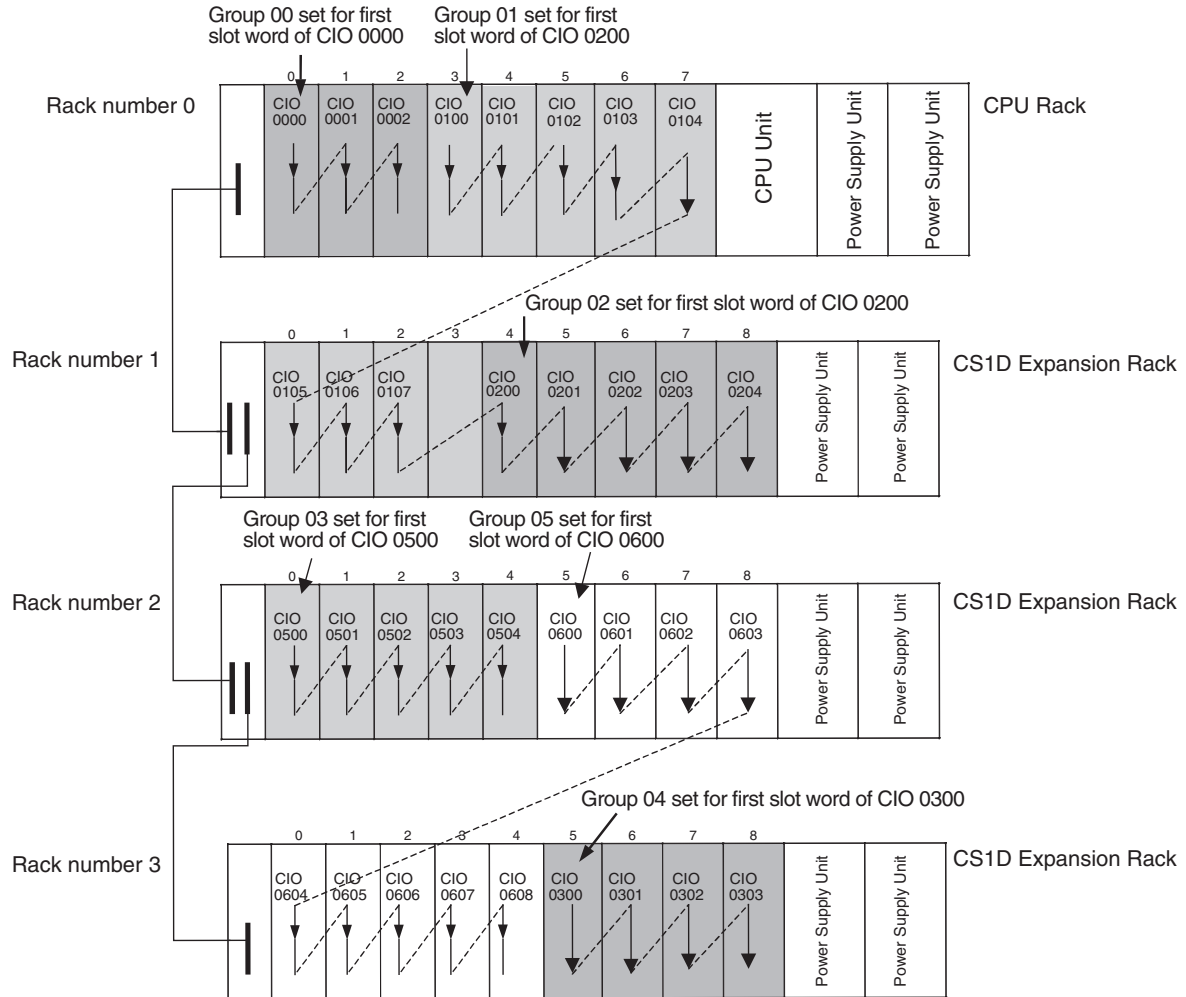 Group 00 set for first
slot word of CIO 0000
Group 01 set for first
slot word of CIO 0200
0 1 2 3 4 5 6 7
Rack number 0
CIO 0000
CIO 0001
CIO 0002
CIO 0100
CIO 0101
CIO 0102
CIO 0103
CIO 0104
CPU Unit
Power Supply Unit
Power Supply Unit
CPU Rack
Group 02 set for first slot word of CIO 0200
0 1 2 3 4 5 6 7 8
Rack number 1
CIO 0105
CIO 0106
CIO 0107
CIO 0200
CIO 0201
CIO 0202
CIO 0203
CIO 0204
Power Supply Unit
Power Supply Unit
CS1D Expansion Rack
Group 03 set for first
slot word of CIO 0500
Group 05 set for first
slot word of CIO 0600
0 1 2 3 4 5 6 7 8
Rack number 2
CIO 0500
CIO 0501
CIO 0502
CIO 0503
CIO 0504
CIO 0600
CIO 0601
CIO 0602
CIO 0603
Power Supply Unit
Power Supply Unit
CS1D Expansion Rack
Group 04 set for first slot word of CIO 0300
0 1 2 3 4 5 6 7 8
Rack number 3
CIO 0604
CIO 0605
CIO 0606
CIO 0607
CIO 0608
CIO 0300
CIO 0301
CIO 0302
CIO 0303
Power Supply Unit
Power Supply Unit
CS1D Expansion Rack